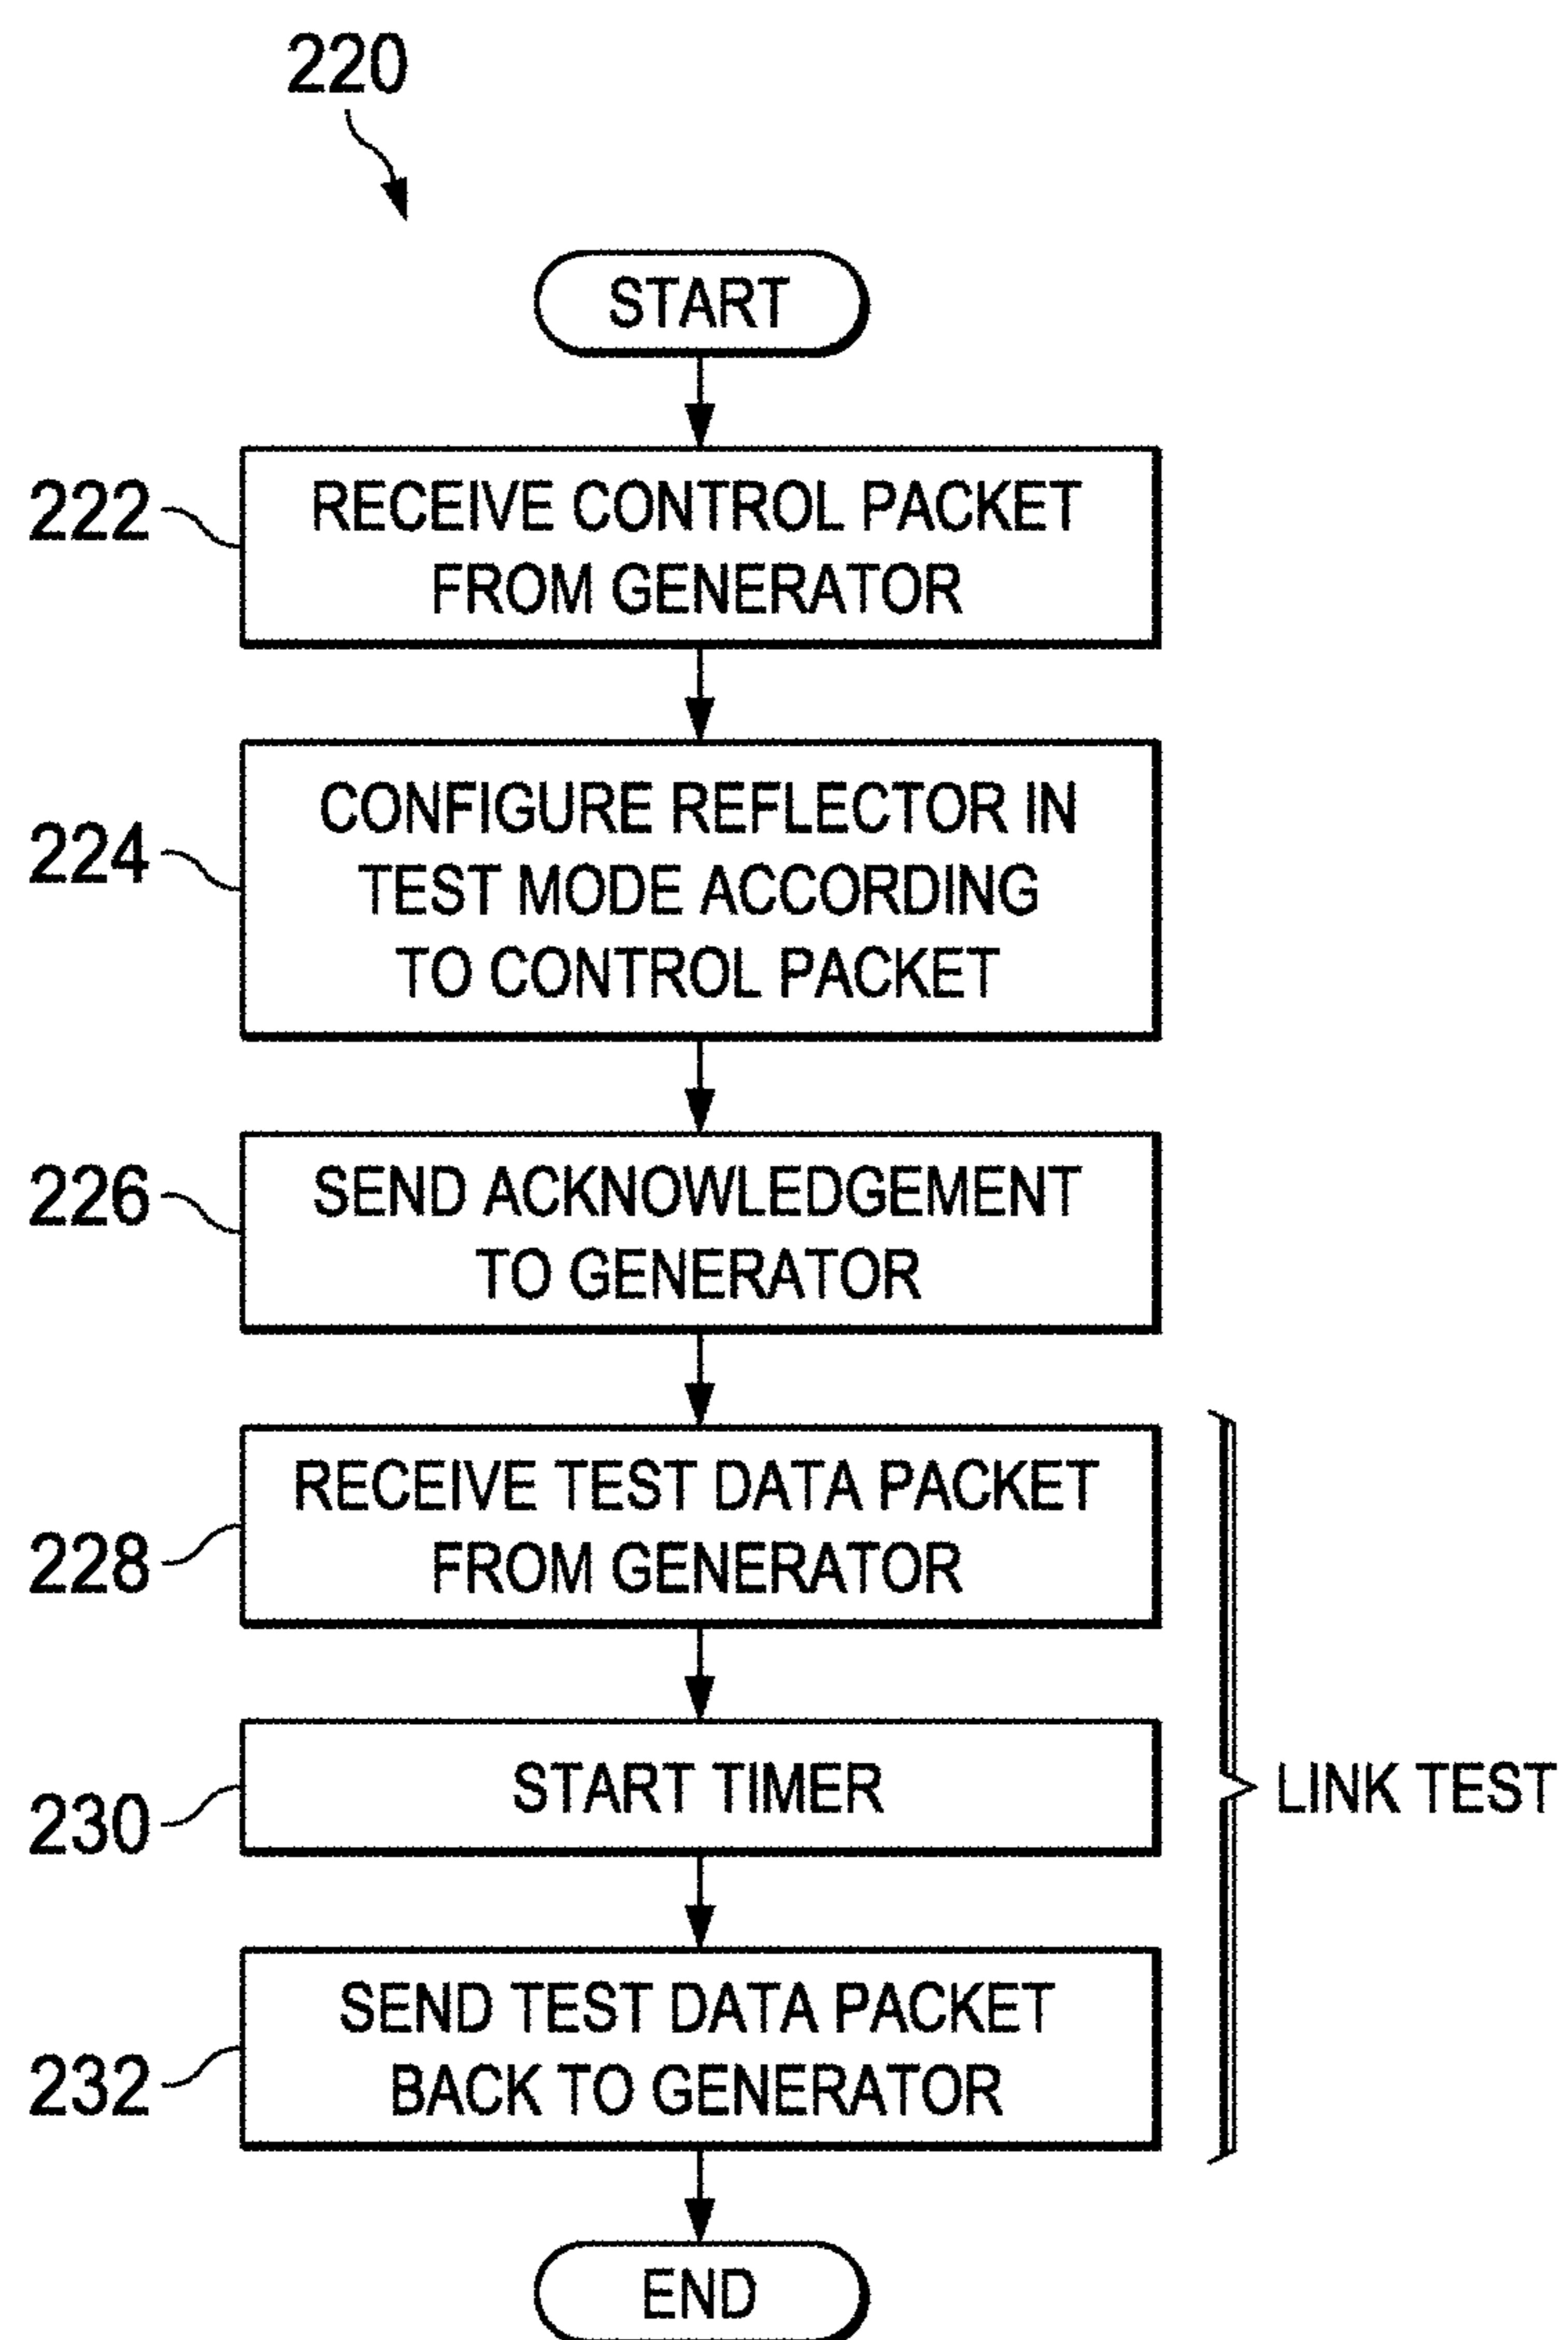 220
START
222
RECEIVE CONTROL PACKET
FROM GENERATOR
224
CONFIGURE REFLECTOR IN
TEST MODE ACCORDING
TO CONTROL PACKET
226
SEND ACKNOWLEDGEMENT
TO GENERATOR
228
RECEIVE TEST DATA PACKET
FROM GENERATOR
230
START TIMER
LINK TEST
232
SEND TEST DATA PACKET
BACK TO GENERATOR
END